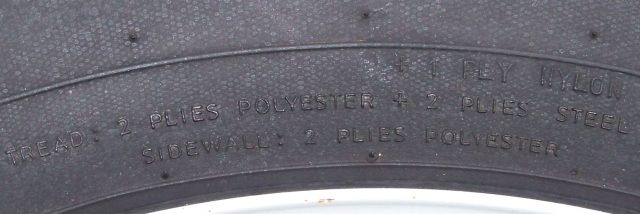 + 1 PLY NYLON
TREAD: 2 PLIES POLYESTER + 2 PLIES STEEL
SIDEWALL: 2 PLIES POLYESTER